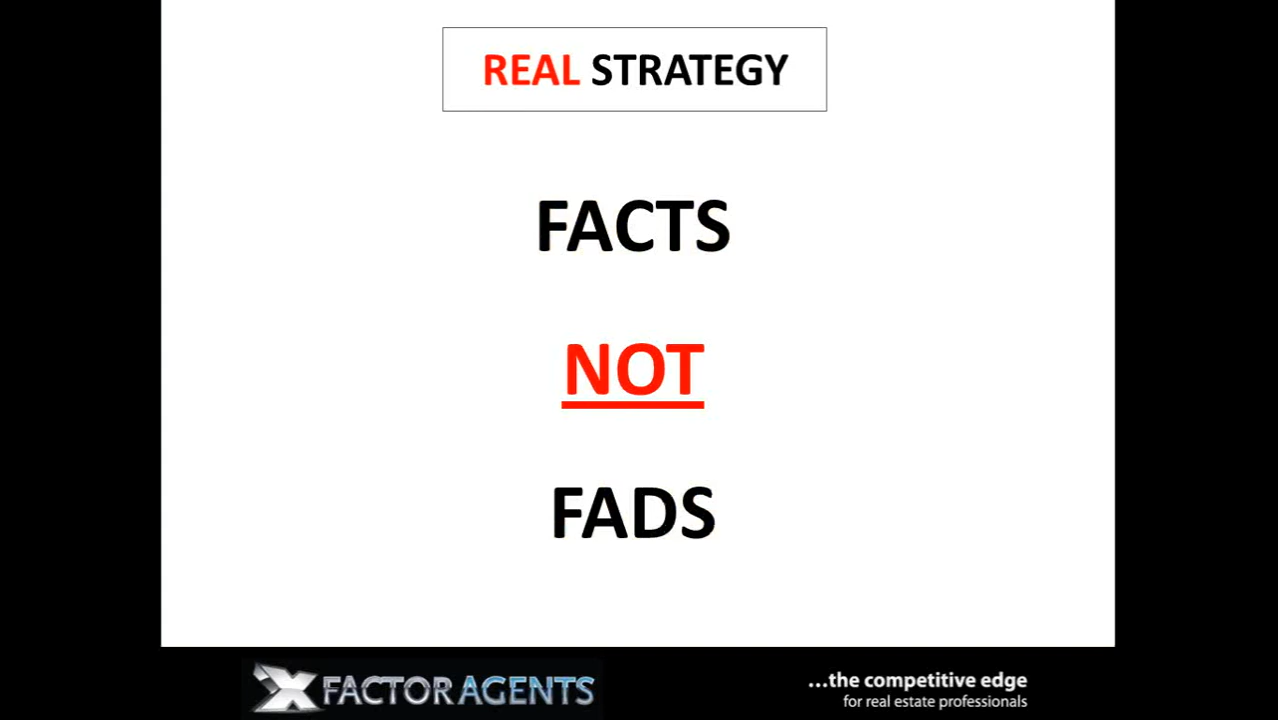 REAL STRATEGY
FACTS
NOT
FADS
X FACTOR AGENTS
...the competitive edge
for real estate professionals